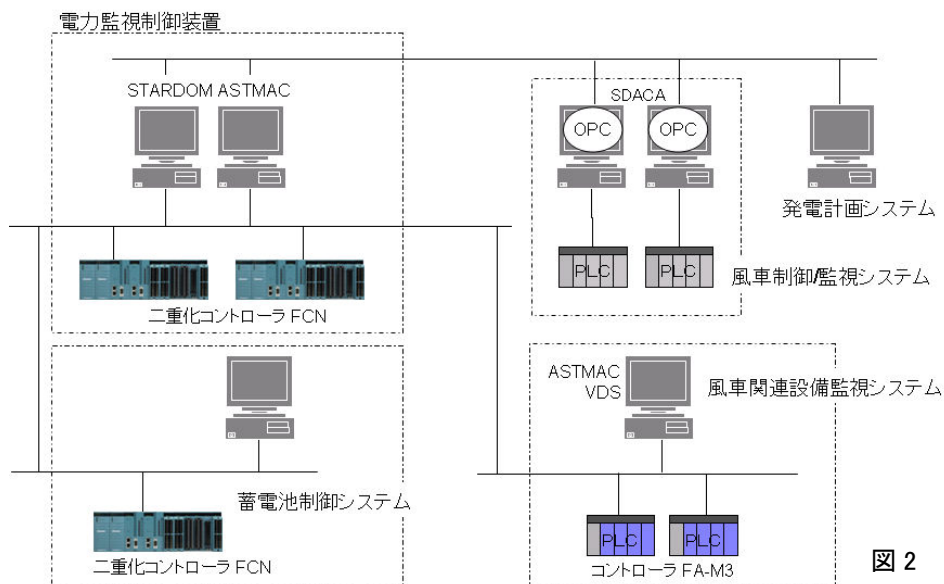 電力監視制御装置
STARDOM ASTMAC
SDACA
OPC
OPC
発電計画システム
PLC
PLC
風車制御/監視システム
二重化コントローラ FCN
ASTMAC
VDS
風車関連設備監視システム
蓄電池制御システム
二重化コントローラ FCN
PLC
PLC
コントローラ FA-M3
図 2